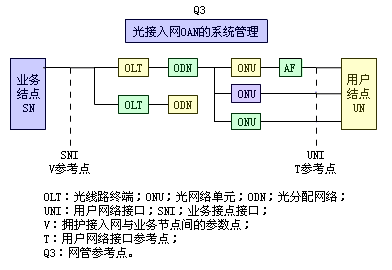 Q3
光接入网OAN的系统管理
业务
结点
SN
OLT
ODN
ONU
AF
用户
结点
UN
ONU
OLT
ODN
ONU
SNI
V参考点
UNI
T参考点
OLT：光线路终端；ONU；光网络单元；ODN；光分配网络；
UNI：用户网络接口；SNI；业务接点接口；
V：拥护接入网与业务节点间的参数点；
T：用户网络接口参考点；
Q3：网管参考点。